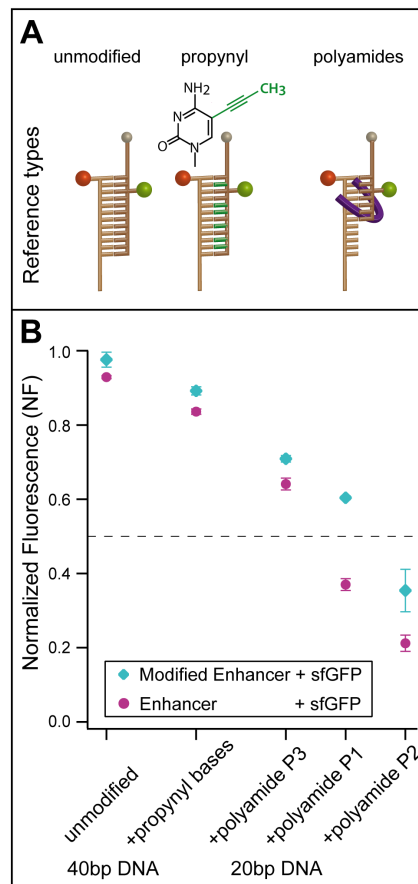 A
unmodified propynyl polyamides
NH2
CH3
N
O
N
Reference types
B
Normalized Fluorescence (NF)
1.0
0.8
0.6
0.4
0.2
0.0
Modified Enhancer + sfGFP
Enhancer + sfGFP
unmodified
+propynyl bases
+polyamide P3
+polyamide P1
+polyamide P2
40bp DNA 20bp DNA